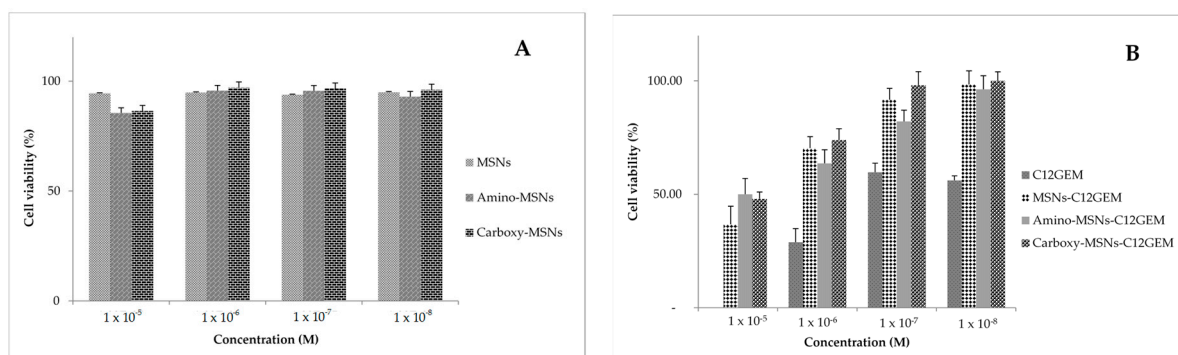 A
Cell viability (%)
100
50
0
1 x 10⁻⁵
1 x 10⁻⁶
1 x 10⁻⁷
1 x 10⁻⁸
Concentration (M)
MSNs
Amino-MSNs
Carboxy-MSNs
B
Cell viability (%)
100.00
50.00
-
1 x 10⁻⁵
1 x 10⁻⁶
1 x 10⁻⁷
1 x 10⁻⁸
Concentration (M)
C12GEM
MSNs-C12GEM
Amino-MSNs-C12GEM
Carboxy-MSNs-C12GEM